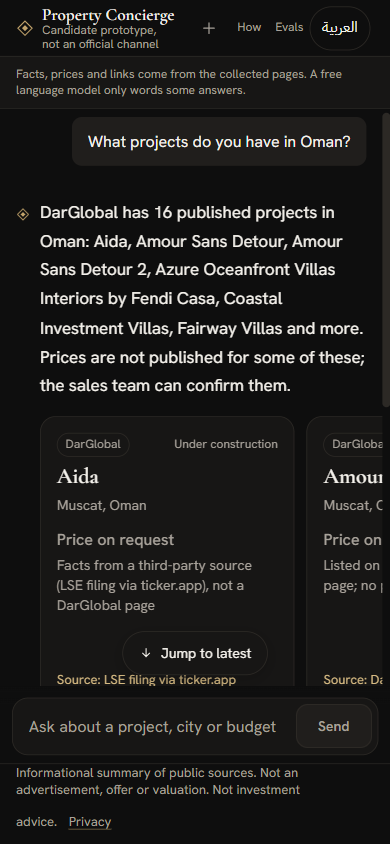 Property Concierge
Candidate prototype,
not an official channel
How
Evals
العربية
Facts, prices and links come from the collected pages. A free
language model only words some answers.
What projects do you have in Oman?
DarGlobal has 16 published projects in
Oman: Aida, Amour Sans Detour, Amour
Sans Detour 2, Azure Oceanfront Villas
Interiors by Fendi Casa, Coastal
Investment Villas, Fairway Villas and more.
Prices are not published for some of these;
the sales team can confirm them.
DarGlobal
Under construction
Aida
Muscat, Oman
Price on request
Facts from a third-party source
(LSE filing via ticker.app), not a
DarGlobal page
Source: LSE filing via ticker.app
Price on
Listed on
page; no
Source:
Jump to latest
Ask about a project, city or budget
Send
Informational summary of public sources. Not an
advertisement, offer or valuation. Not investment
advice. Privacy